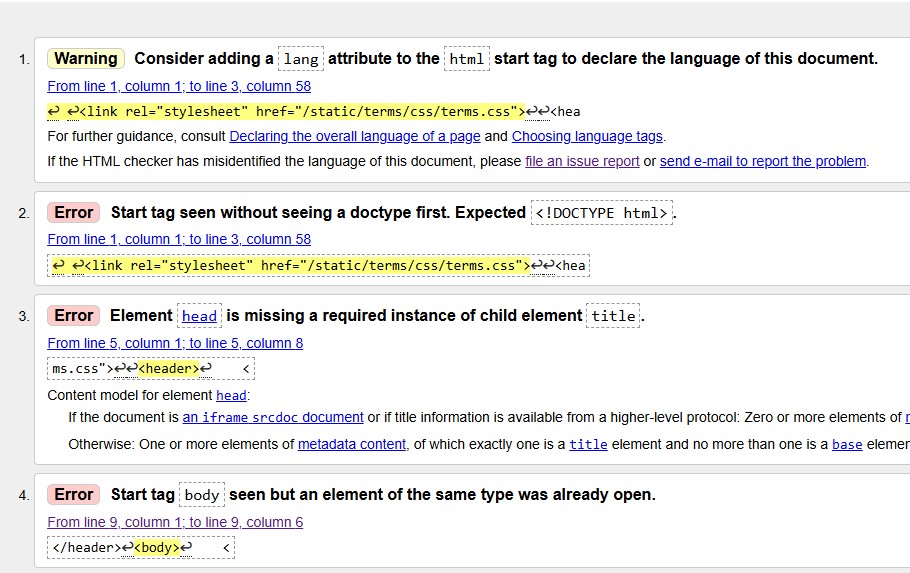 1. Warning Consider adding a lang attribute to the html start tag to declare the language of this document.
From line 1, column 1; to line 3, column 58
↩ ↩<link rel="stylesheet" href="/static/terms/css/terms.css">↩↩<hea
For further guidance, consult Declaring the overall language of a page and Choosing language tags.
If the HTML checker has misidentified the language of this document, please file an issue report or send e-mail to report the problem.
2. Error Start tag seen without seeing a doctype first. Expected <!DOCTYPE html>.
From line 1, column 1; to line 3, column 58
↩ ↩<link rel="stylesheet" href="/static/terms/css/terms.css">↩↩<hea
3. Error Element head is missing a required instance of child element title.
From line 5, column 1; to line 5, column 8
ms.css">↩↩<header>↩    <
Content model for element head:
If the document is an iframe srcdoc document or if title information is available from a higher-level protocol: Zero or more elements of
Otherwise: One or more elements of metadata content, of which exactly one is a title element and no more than one is a base elemen
4. Error Start tag body seen but an element of the same type was already open.
From line 9, column 1; to line 9, column 6
</header>↩<body>↩    <